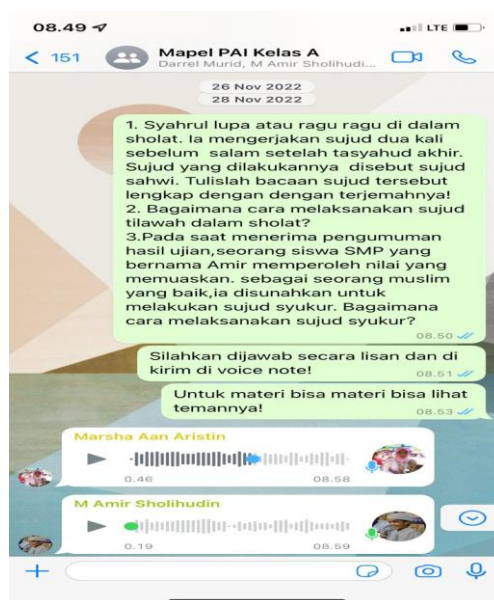 08.49
LTE
151
Mapel PAI Kelas A
Darrel Murid, M Amir Sholihudi...
26 Nov 2022
28 Nov 2022
1. Syahrul lupa atau ragu ragu di dalam
sholat. Ia mengerjakan sujud dua kali
sebelum salam setelah tasyahud akhir.
Sujud yang dilakukannya disebut sujud
sahwi. Tulislah bacaan sujud tersebut
lengkap dengan dengan terjemahnya!
2. Bagaimana cara melaksanakan sujud
tilawah dalam sholat?
3.Pada saat menerima pengumuman
hasil ujian,seorang siswa SMP yang
bernama Amir memperoleh nilai yang
memuaskan. sebagai seorang muslim
yang baik,ia disunahkan untuk
melakukan sujud syukur. Bagaimana
cara melaksanakan sujud syukur?
08.50
Silahkan dijawab secara lisan dan di
kirim di voice note!
08.51
Untuk materi bisa materi bisa lihat
temannya!
08.53
Marsha Aan Aristin
0.46
08.58
M Amir Sholihudin
0.19
08.59